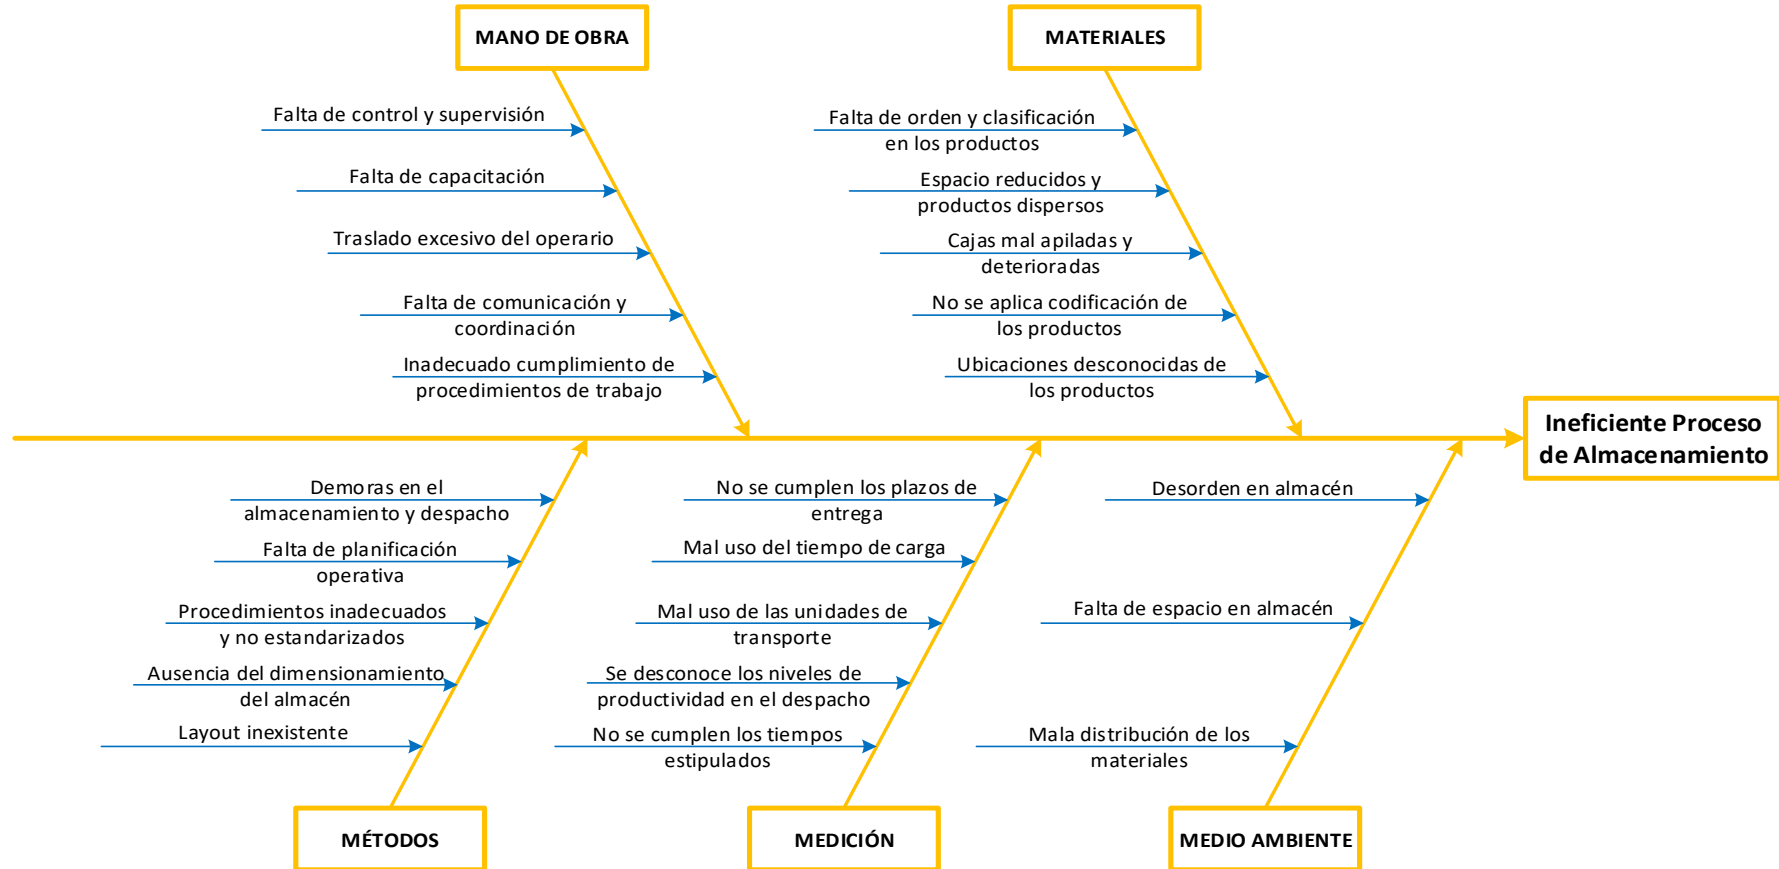 MANO DE OBRA
Falta de control y supervisión
Falta de capacitación
Traslado excesivo del operario
Falta de comunicación y
coordinación
Inadecuado cumplimiento de
procedimientos de trabajo
MATERIALES
Falta de orden y clasificación
en los productos
Espacio reducidos y
productos dispersos
Cajas mal apiladas y
deterioradas
No se aplica codificación de
los productos
Ubicaciones desconocidas de
los productos
Ineficiente Proceso
de Almacenamiento
Demoras en el
almacenamiento y despacho
Falta de planificación
operativa
Procedimientos inadecuados
y no estandarizados
Ausencia del dimensionamiento
del almacén
Layout inexistente
MÉTODOS
No se cumplen los plazos de
entrega
Mal uso del tiempo de carga
Mal uso de las unidades de
transporte
Se desconoce los niveles de
productividad en el despacho
No se cumplen los tiempos
estipulados
MEDICIÓN
Desorden en almacén
Falta de espacio en almacén
Mala distribución de los
materiales
MEDIO AMBIENTE